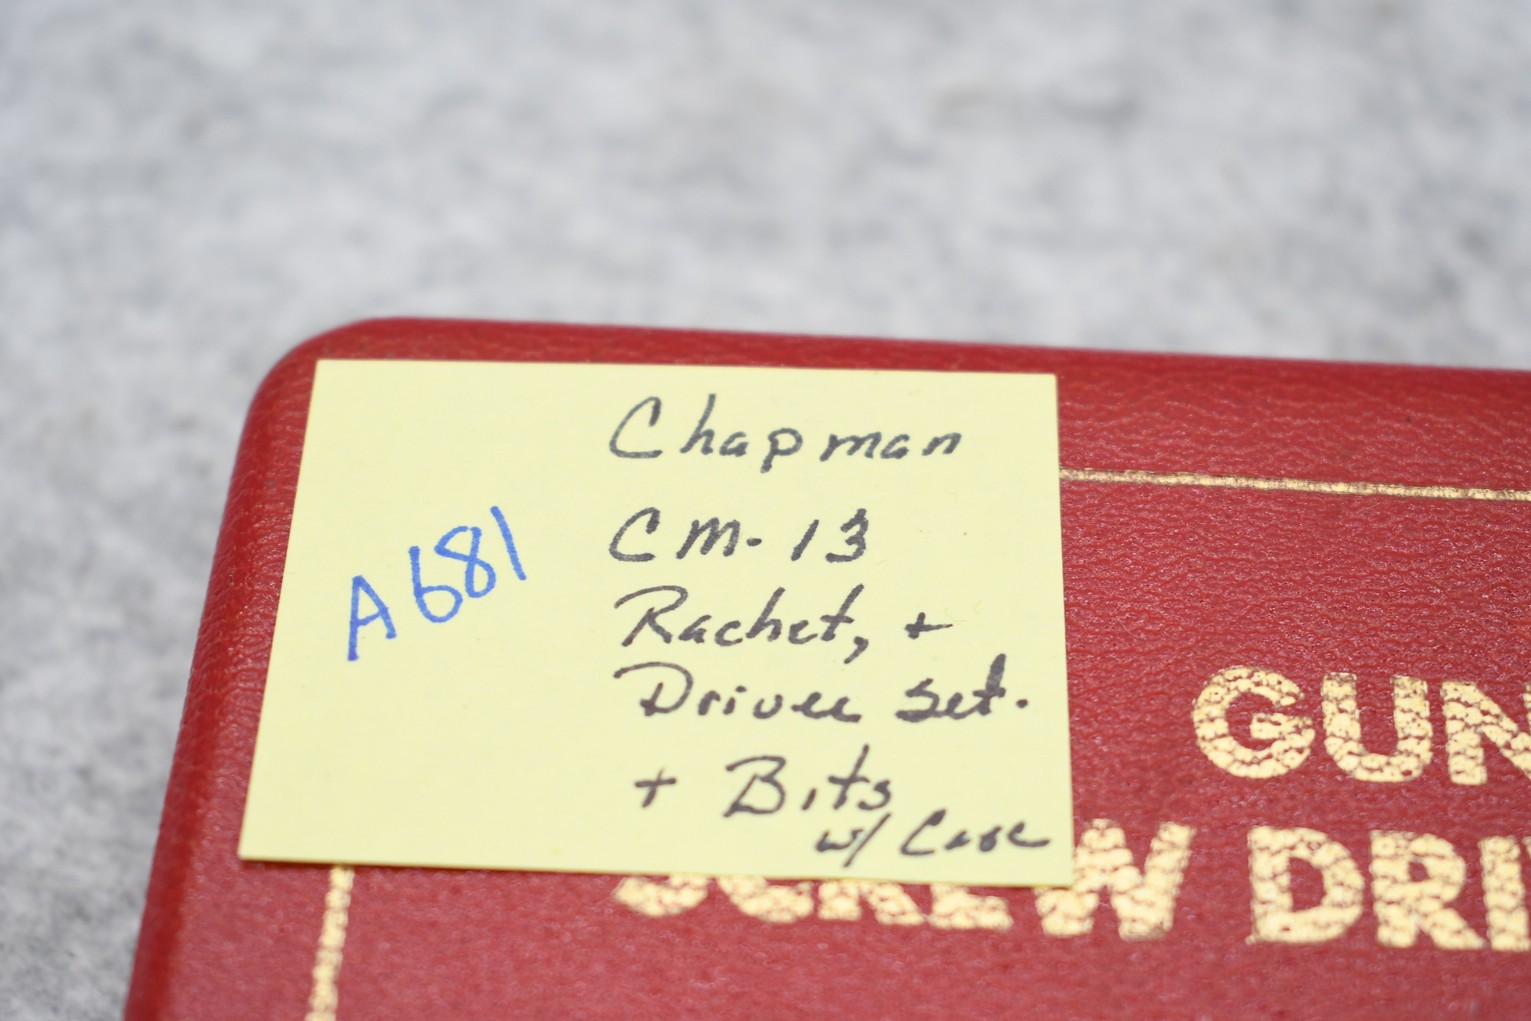 Chapman
CM-13
A681
Rachet, +
Driver set.
+ Bits
w/ Case
GUN
SCREW DRI